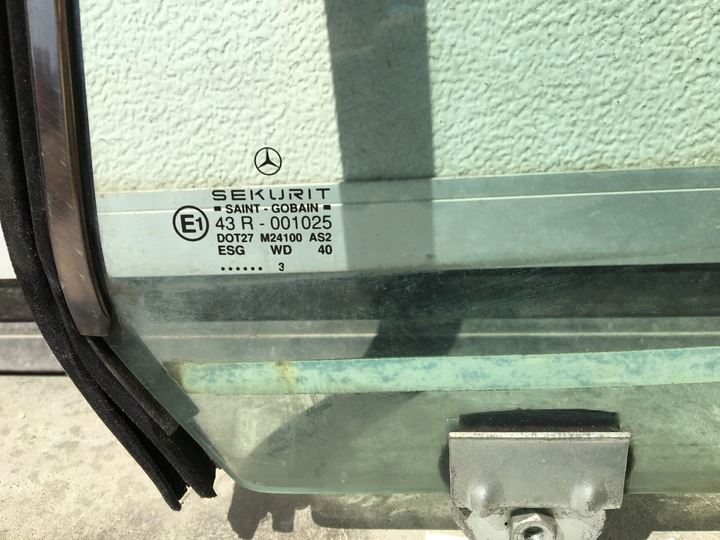 SEKURIT
SAINT - GOBAIN
E1 43 R - 001025
DOT27 M24100 AS2
ESG WD 40
...... 3